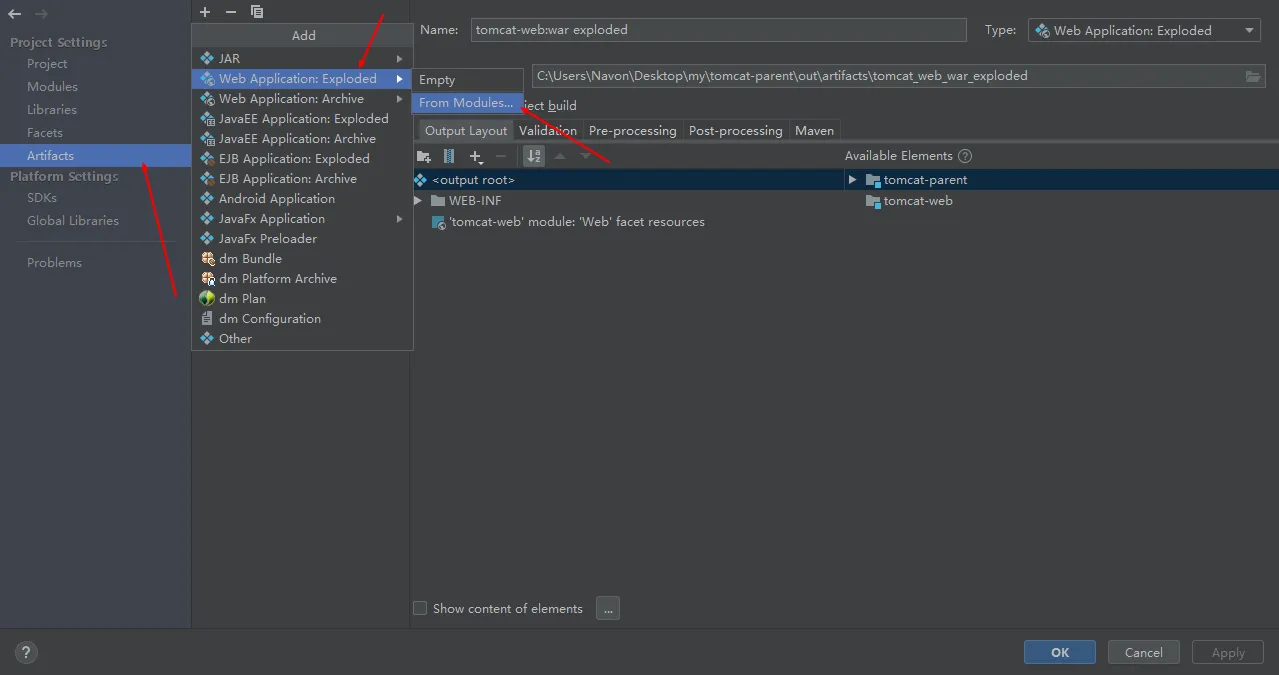 Project Settings
Project
Modules
Libraries
Facets
Artifacts
Platform Settings
SDKs
Global Libraries
Problems
Add
JAR
Web Application: Exploded
Web Application: Archive
JavaEE Application: Exploded
JavaEE Application: Archive
EJB Application: Exploded
EJB Application: Archive
Android Application
JavaFx Application
JavaFx Preloader
dm Bundle
dm Platform Archive
dm Plan
dm Configuration
Other
Empty
From Modules...
Name: tomcat-web:war exploded Type: Web Application: Exploded
C:\Users\Navon\Desktop\my\tomcat-parent\out\artifacts\tomcat_web_war_exploded
build
Output Layout Validation Pre-processing Post-processing Maven
Available Elements ?
<output root>
WEB-INF
'tomcat-web' module: 'Web' facet resources
tomcat-parent
tomcat-web
Show content of elements ...
? OK Cancel Apply